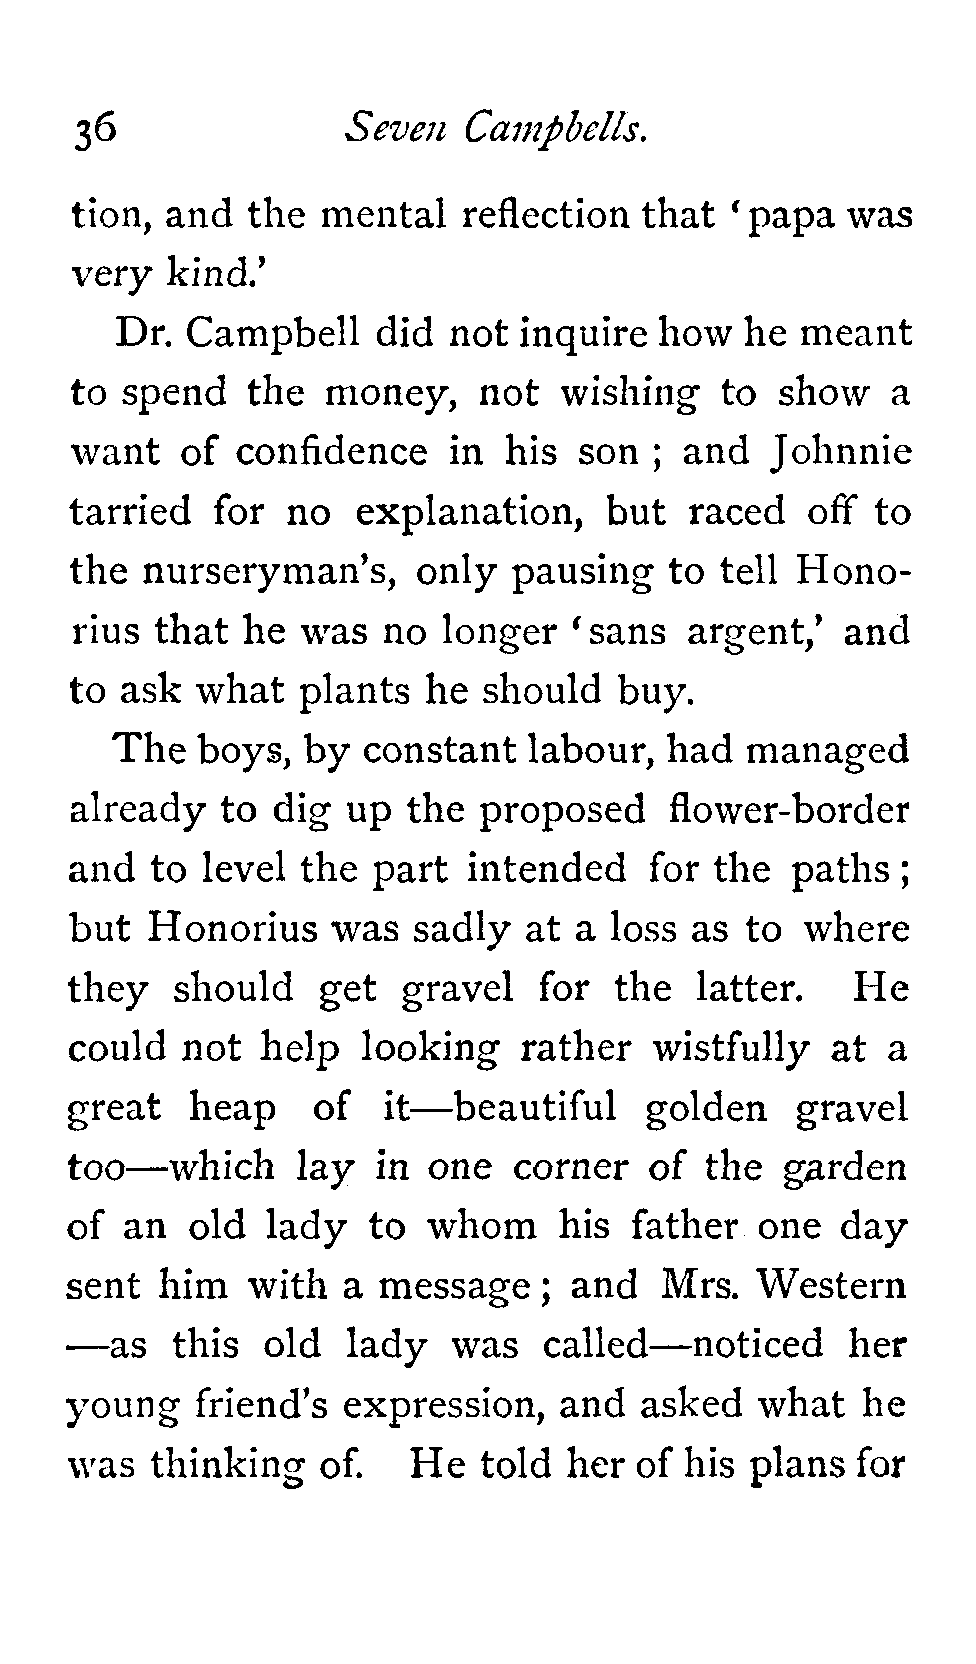 36 Seven Campbells.
tion, and the mental reflection that ‘papa was
very kind.’
Dr. Campbell did not inquire how he meant
to spend the money, not wishing to show a
want of confidence in his son ; and Johnnie
tarried for no explanation, but raced off to
the nurseryman’s, only pausing to tell Hono-
rius that he was no longer ‘sans argent,’ and
to ask what plants he should buy.
The boys, by constant labour, had managed
already to dig up the proposed flower-border
and to level the part intended for the paths ;
but Honorius was sadly at a loss as to where
they should get gravel for the latter. He
could not help looking rather wistfully at a
great heap of it—beautiful golden gravel
too—which lay in one corner of the garden
of an old lady to whom his father one day
sent him with a message ; and Mrs. Western
—as this old lady was called—noticed her
young friend’s expression, and asked what he
was thinking of. He told her of his plans for